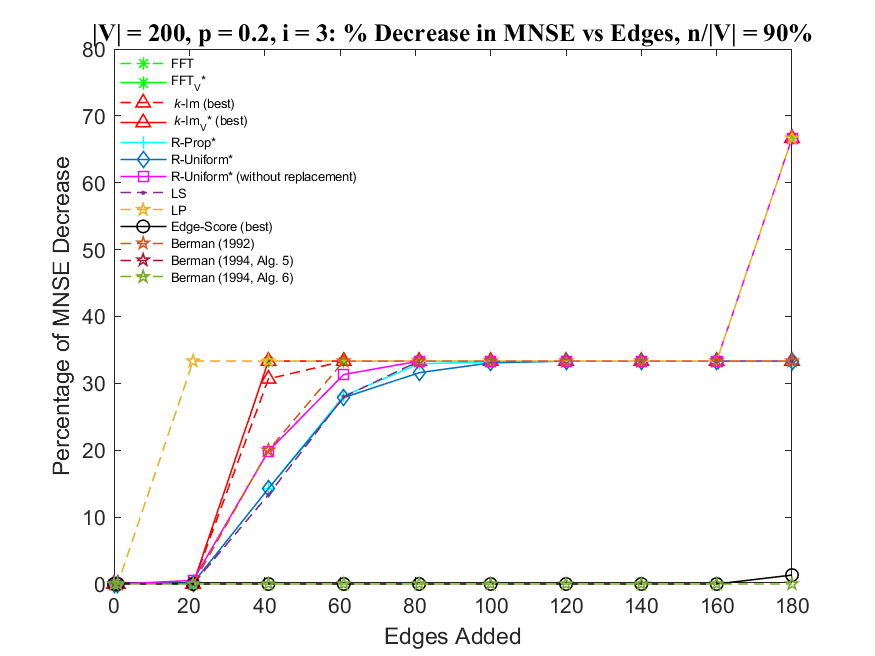 |V| = 200, p = 0.2, i = 3: % Decrease in MNSE vs Edges, n/|V| = 90%
80
70
60
50
40
30
20
10
0
Percentage of MNSE Decrease
FFT
FFT_V*
k-lm (best)
k-lm_V* (best)
R-Prop*
R-Uniform*
R-Uniform* (without replacement)
LS
LP
Edge-Score (best)
Berman (1992)
Berman (1994, Alg. 5)
Berman (1994, Alg. 6)
0 20 40 60 80 100 120 140 160 180
Edges Added